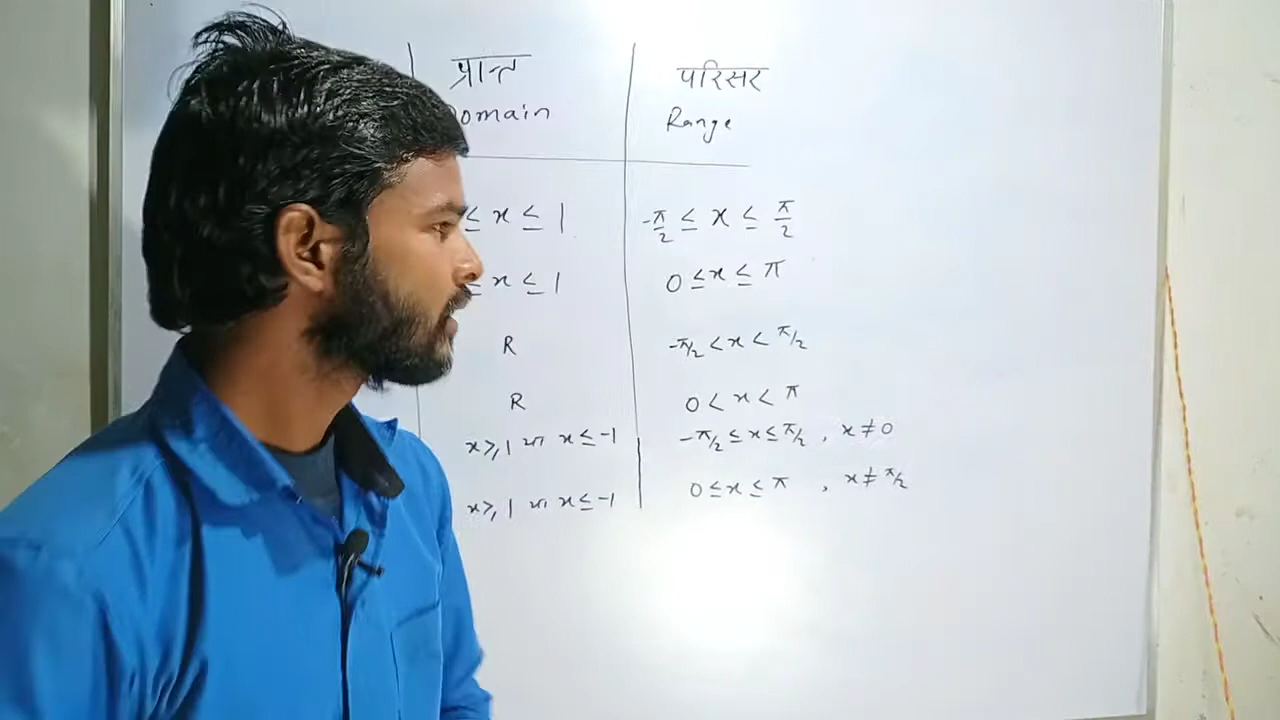 प्रान्त परिसर
omain Range
≤ x ≤ 1 -π/2 ≤ x ≤ π/2
≤ x ≤ 1 0 ≤ x ≤ π
R -π/2 < x < π/2
R 0 < x < π
x ≥ 1 या x ≤ -1 -π/2 ≤ x ≤ π/2 , x ≠ 0
x ≥ 1 या x ≤ -1 0 ≤ x ≤ π , x ≠ π/2